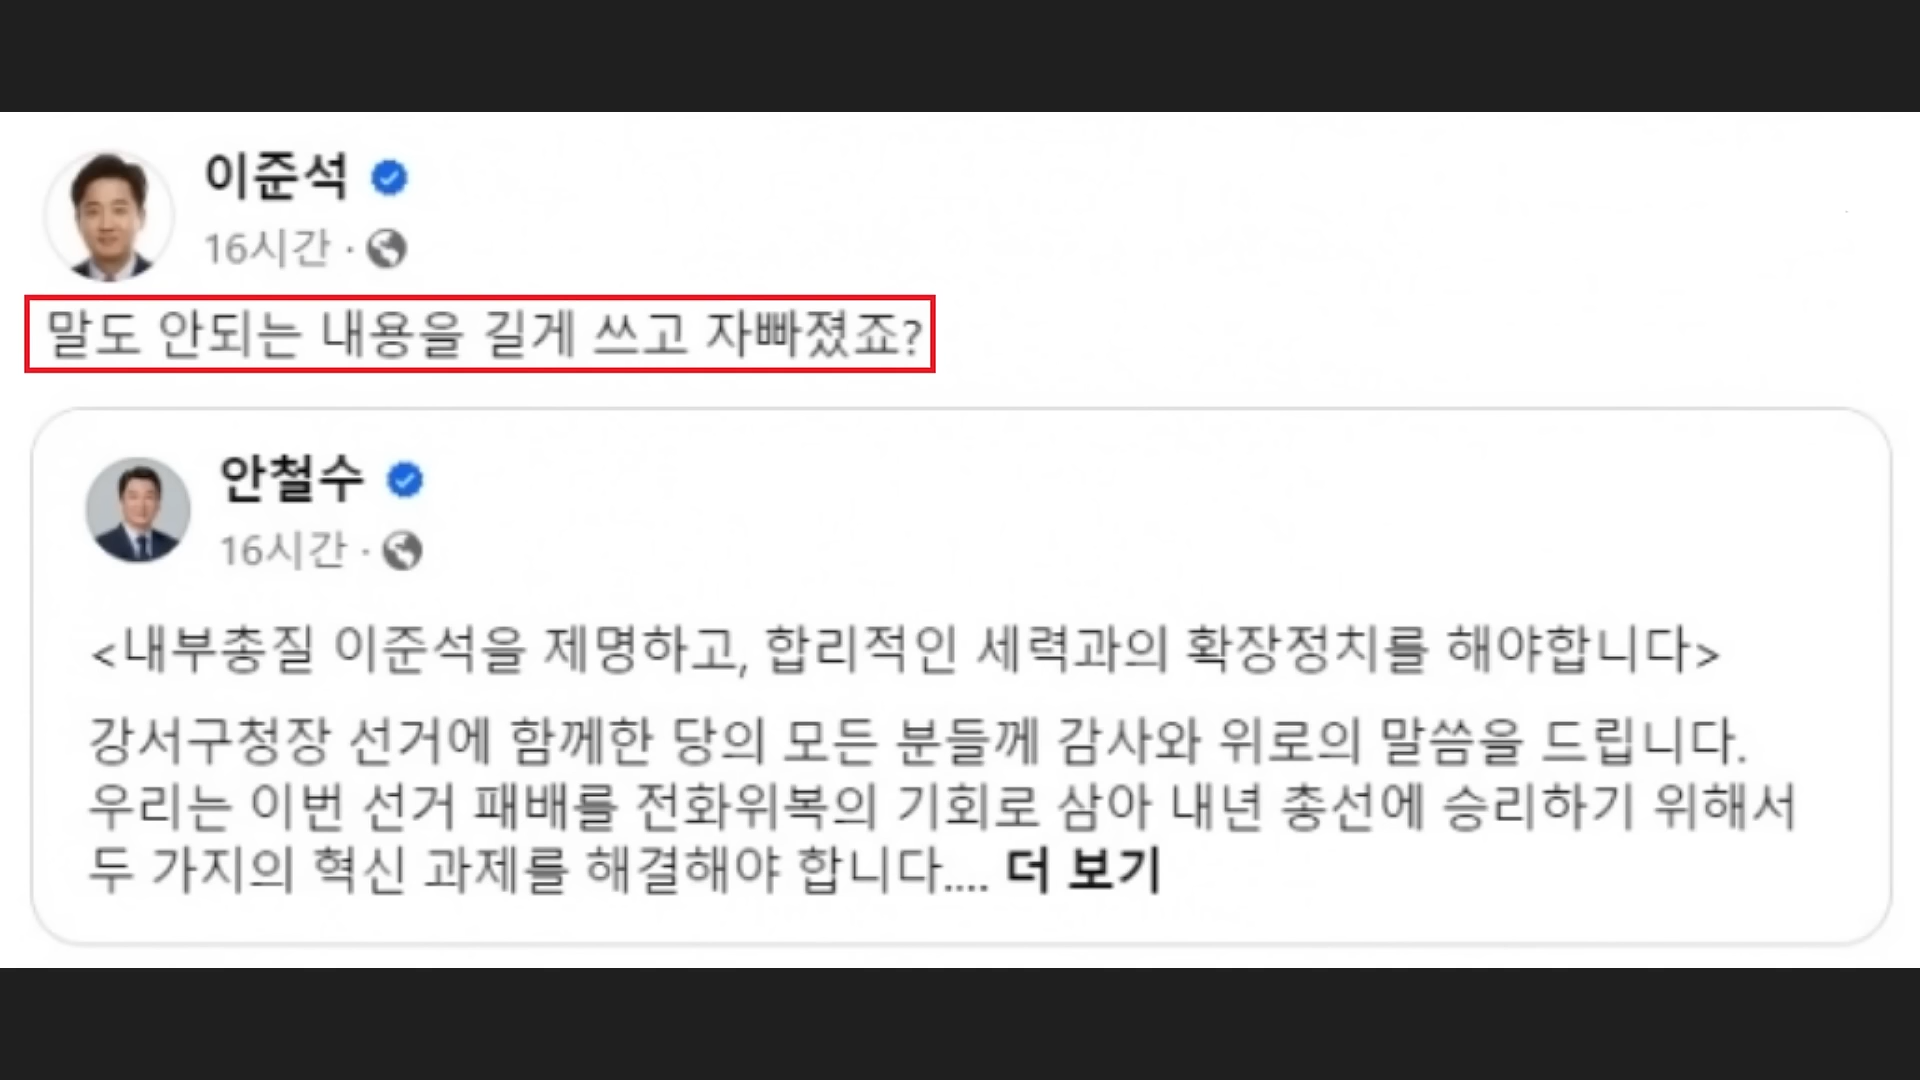 이준석
16시간 ·
말도 안되는 내용을 길게 쓰고 자빠졌죠?
안철수
16시간 ·
<내부총질 이준석을 제명하고, 합리적인 세력과의 확장정치를 해야합니다>
강서구청장 선거에 함께한 당의 모든 분들께 감사와 위로의 말씀을 드립니다.
우리는 이번 선거 패배를 전화위복의 기회로 삼아 내년 총선에 승리하기 위해서
두 가지의 혁신 과제를 해결해야 합니다.... 더 보기